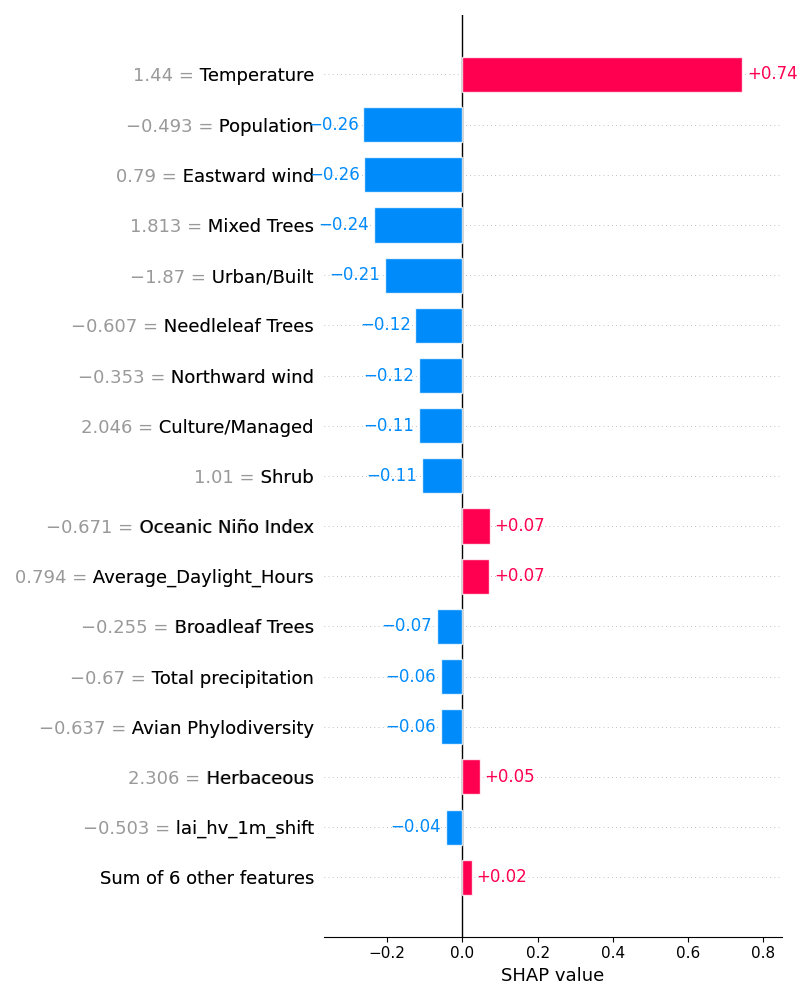 1.44 = Temperature +0.74
−0.493 = Population −0.26
0.79 = Eastward wind −0.26
1.813 = Mixed Trees −0.24
−1.87 = Urban/Built −0.21
−0.607 = Needleleaf Trees −0.12
−0.353 = Northward wind −0.12
2.046 = Culture/Managed −0.11
1.01 = Shrub −0.11
−0.671 = Oceanic Niño Index +0.07
0.794 = Average_Daylight_Hours +0.07
−0.255 = Broadleaf Trees −0.07
−0.67 = Total precipitation −0.06
−0.637 = Avian Phylodiversity −0.06
2.306 = Herbaceous +0.05
−0.503 = lai_hv_1m_shift −0.04
Sum of 6 other features +0.02
−0.2 0.0 0.2 0.4 0.6 0.8
SHAP value